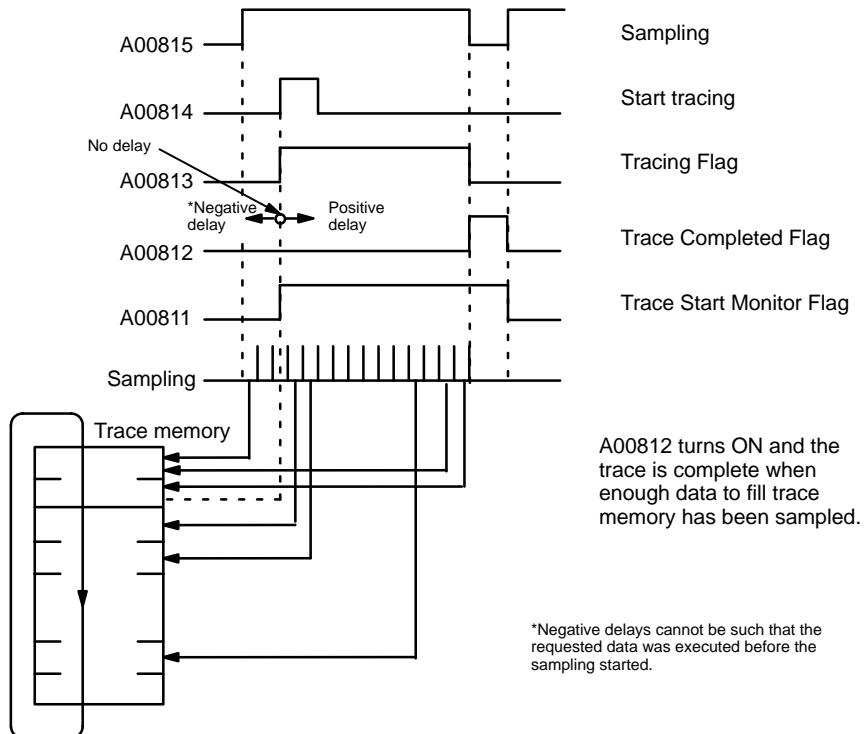 A00815
Sampling
A00814
Start tracing
No delay
A00813
Tracing Flag
*Negative
delay
Positive
delay
A00812
Trace Completed Flag
A00811
Trace Start Monitor Flag
Sampling
Trace memory
A00812 turns ON and the
trace is complete when
enough data to fill trace
memory has been sampled.
*Negative delays cannot be such that the
requested data was executed before the
sampling started.